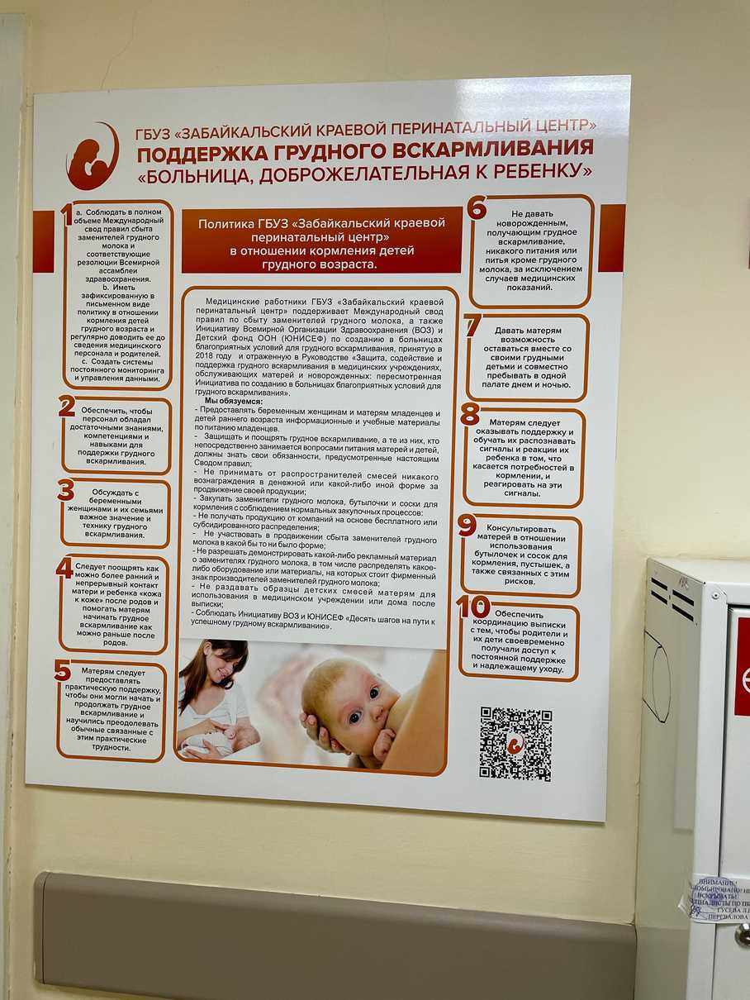 ГБУЗ «ЗАБАЙКАЛЬСКИЙ КРАЕВОЙ ПЕРИНАТАЛЬНЫЙ ЦЕНТР»
ПОДДЕРЖКА ГРУДНОГО ВСКАРМЛИВАНИЯ
«БОЛЬНИЦА, ДОБРОЖЕЛАТЕЛЬНАЯ К РЕБЕНКУ»
1
a. Соблюдать в полном
объеме Международный
свод правил сбыта
заменителей грудного
молока и
соответствующие
резолюции Всемирной
ассамблеи
здравоохранения.
b. Иметь
зафиксированную в
письменном виде
политику в отношении
кормления детей
грудного возраста и
регулярно доводить ее до
сведения медицинского
персонала и родителей.
c. Создать системы
постоянного мониторинга
и управления данными.
2
Обеспечить, чтобы
персонал обладал
достаточными знаниями,
компетенциями и
навыками для
поддержки грудного
вскармливания.
3
Обсуждать с
беременными
женщинами и их семьями
важное значение и
технику грудного
вскармливания.
4
Следует поощрять как
можно более ранний и
непрерывный контакт
матери и ребенка «кожа
к коже» после родов и
помогать матерям
начинать грудное
вскармливание как
можно раньше после
родов.
5
Матерям следует
предоставлять
практическую поддержку,
чтобы они могли начать и
продолжать грудное
вскармливание и
научились преодолевать
обычные связанные с
этим практические
трудности.
Политика ГБУЗ «Забайкальский краевой
перинатальный центр»
в отношении кормления детей
грудного возраста.
Медицинские работники ГБУЗ «Забайкальский краевой
перинатальный центр» поддерживает Международный свод
правил по сбыту заменителей грудного молока, а также
Инициативу Всемирной Организации Здравоохранения (ВОЗ) и
Детский фонд ООН (ЮНИСЕФ) по созданию в больницах
благоприятных условий для грудного вскармливания, принятую в
2018 году и отраженную в Руководстве «Защита, содействие и
поддержка грудного вскармливания в медицинских учреждениях,
обслуживающих матерей и новорожденных: пересмотренная
Инициатива по созданию в больницах благоприятных условий для
грудного вскармливания».
Мы обязуемся:
- Предоставлять беременным женщинам и матерям младенцев и
детей раннего возраста информационные и учебные материалы
по питанию младенцев.
- Защищать и поощрять грудное вскармливание, а те из них, кто
непосредственно занимается вопросами питания матерей и детей,
должны знать свои обязанности, предусмотренные настоящим
Сводом правил;
- Не принимать от распространителей смесей никакого
вознаграждения в денежной или какой-либо иной форме за
продвижение своей продукции;
- Закупать заменители грудного молока, бутылочки и соски для
кормления с соблюдением нормальных закупочных процессов:
- Не получать продукцию от компаний на основе бесплатного или
субсидированного распределения;
- Не участвовать в продвижении сбыта заменителей грудного
молока в какой бы то ни было форме;
- Не разрешать демонстрировать какой-либо рекламный материал
о заменителях грудного молока, в том числе распределять какое-
либо оборудование или материалы, на которых стоит фирменный
знак производителей заменителей грудного молока;
- Не раздавать образцы детских смесей матерям для
использования в медицинском учреждении или дома после
выписки;
- Соблюдать Инициативу ВОЗ и ЮНИСЕФ «Десять шагов на пути к
успешному грудному вскармливанию».
6
Не давать
новорожденным,
получающим грудное
вскармливание,
никакого питания или
питья кроме грудного
молока, за исключением
случаев медицинских
показаний.
7
Давать матерям
возможность
оставаться вместе со
своими грудными
детьми и совместно
пребывать в одной
палате днем и ночью.
8
Матерям следует
оказывать поддержку и
обучать их распознавать
сигналы и реакции их
ребенка в том, что
касается потребностей в
кормлении, и
реагировать на эти
сигналы.
9
Консультировать
матерей в отношении
использования
бутылочек и сосок для
кормления, пустышек, а
также связанных с этим
рисков.
10
Обеспечить
координацию выписки
с тем, чтобы родители и
их дети своевременно
получали доступ к
постоянной поддержке
и надлежащему уходу.
ВНИМАНИЕ!
ВСКРЫВАТЬ!
ГУСЕВА Л.
ПЕРЕВАЛОВА